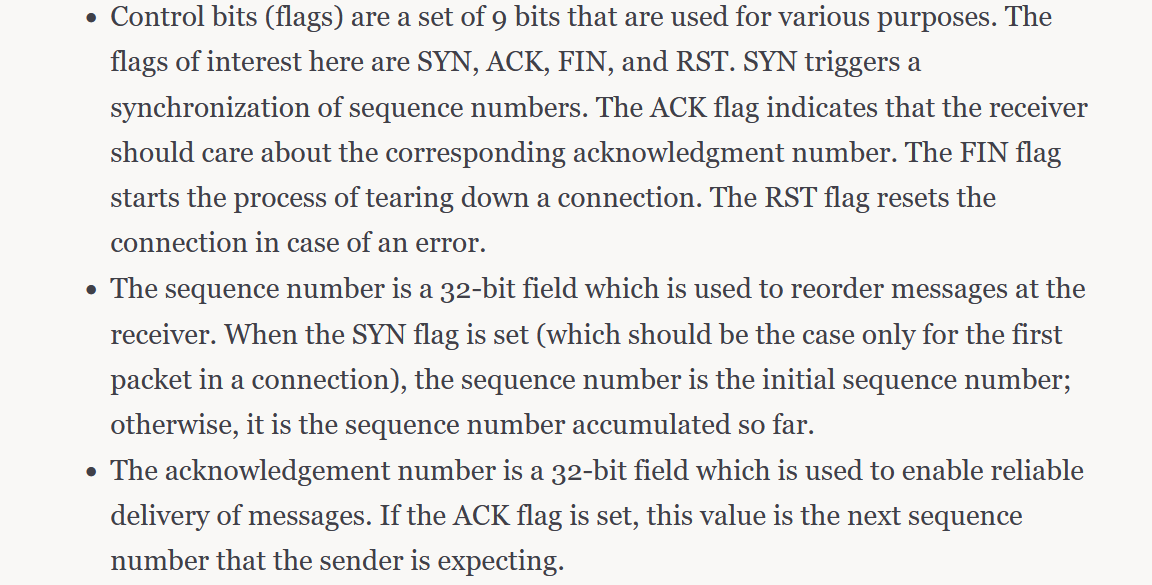 • Control bits (flags) are a set of 9 bits that are used for various purposes. The
flags of interest here are SYN, ACK, FIN, and RST. SYN triggers a
synchronization of sequence numbers. The ACK flag indicates that the receiver
should care about the corresponding acknowledgment number. The FIN flag
starts the process of tearing down a connection. The RST flag resets the
connection in case of an error.
• The sequence number is a 32-bit field which is used to reorder messages at the
receiver. When the SYN flag is set (which should be the case only for the first
packet in a connection), the sequence number is the initial sequence number;
otherwise, it is the sequence number accumulated so far.
• The acknowledgement number is a 32-bit field which is used to enable reliable
delivery of messages. If the ACK flag is set, this value is the next sequence
number that the sender is expecting.